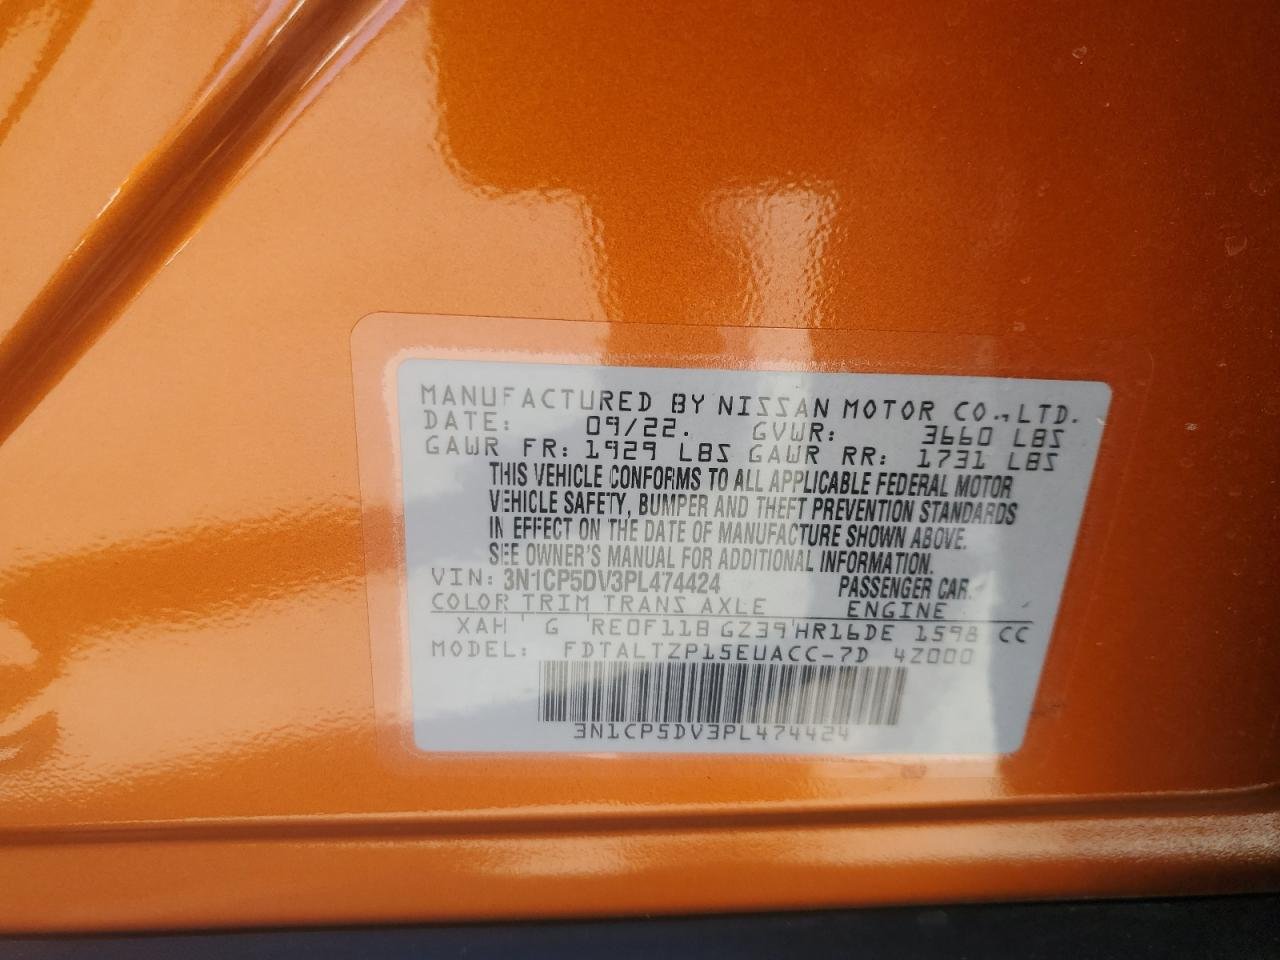 MANUFACTURED BY NISSAN MOTOR CO.,LTD.
DATE: 09/22. GVWR: 3660 LBS
GAWR FR: 1929 LBS GAWR RR: 1731 LBS
THIS VEHICLE CONFORMS TO ALL APPLICABLE FEDERAL MOTOR
VEHICLE SAFETY, BUMPER AND THEFT PREVENTION STANDARDS
IN EFFECT ON THE DATE OF MANUFACTURE SHOWN ABOVE.
SEE OWNER'S MANUAL FOR ADDITIONAL INFORMATION.
VIN: 3N1CP5DV3PL474424 PASSENGER CAR.
COLOR TRIM TRANS AXLE ENGINE
XAH ' G 'RE0F11B GZ39'HR16DE 1598 CC
MODEL: FDTALTZP15EUACC-7D 4Z000
3N1CP5DV3PL474424